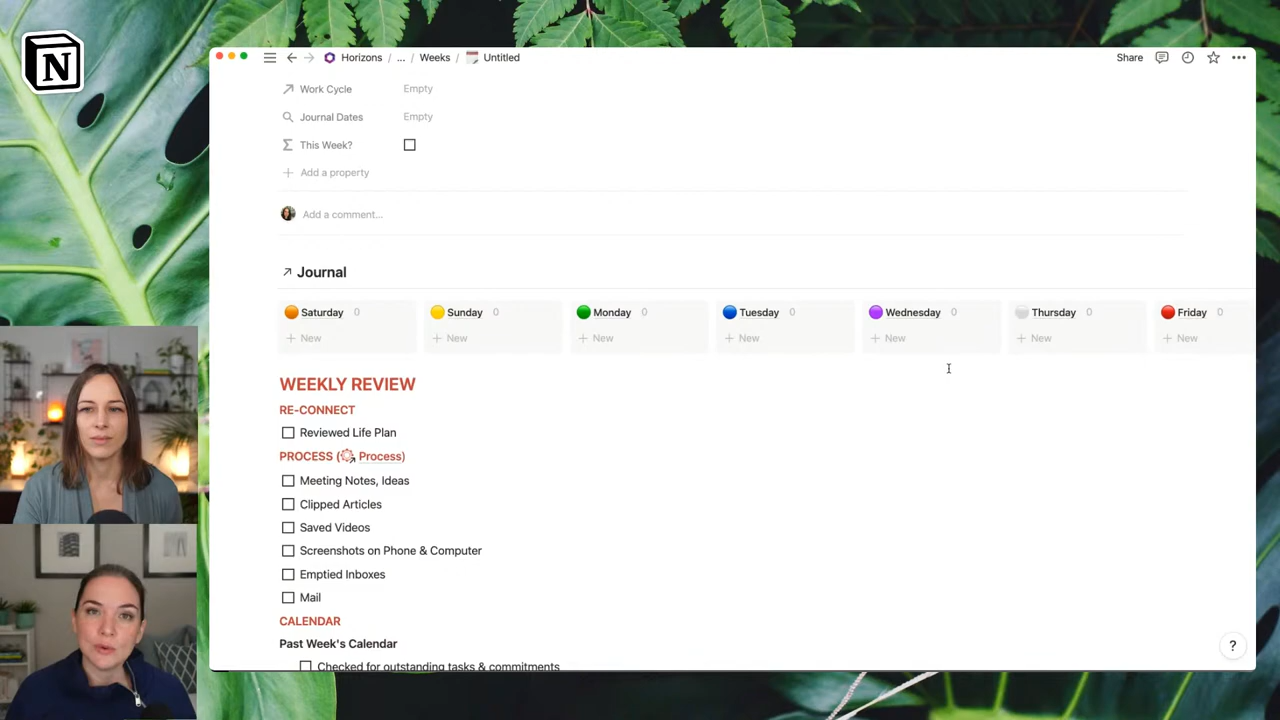 N
Horizons / ... / Weeks / Untitled
Share
Work Cycle Empty
Journal Dates Empty
This Week?
Add a property
Add a comment...
Journal
Saturday 0 Sunday 0 Monday 0 Tuesday 0 Wednesday 0 Thursday 0 Friday 0
+ New + New + New + New + New + New + New
WEEKLY REVIEW
RE-CONNECT
Reviewed Life Plan
PROCESS (Process)
Meeting Notes, Ideas
Clipped Articles
Saved Videos
Screenshots on Phone & Computer
Emptied Inboxes
Mail
CALENDAR
Past Week's Calendar
Checked for outstanding tasks & commitments
?